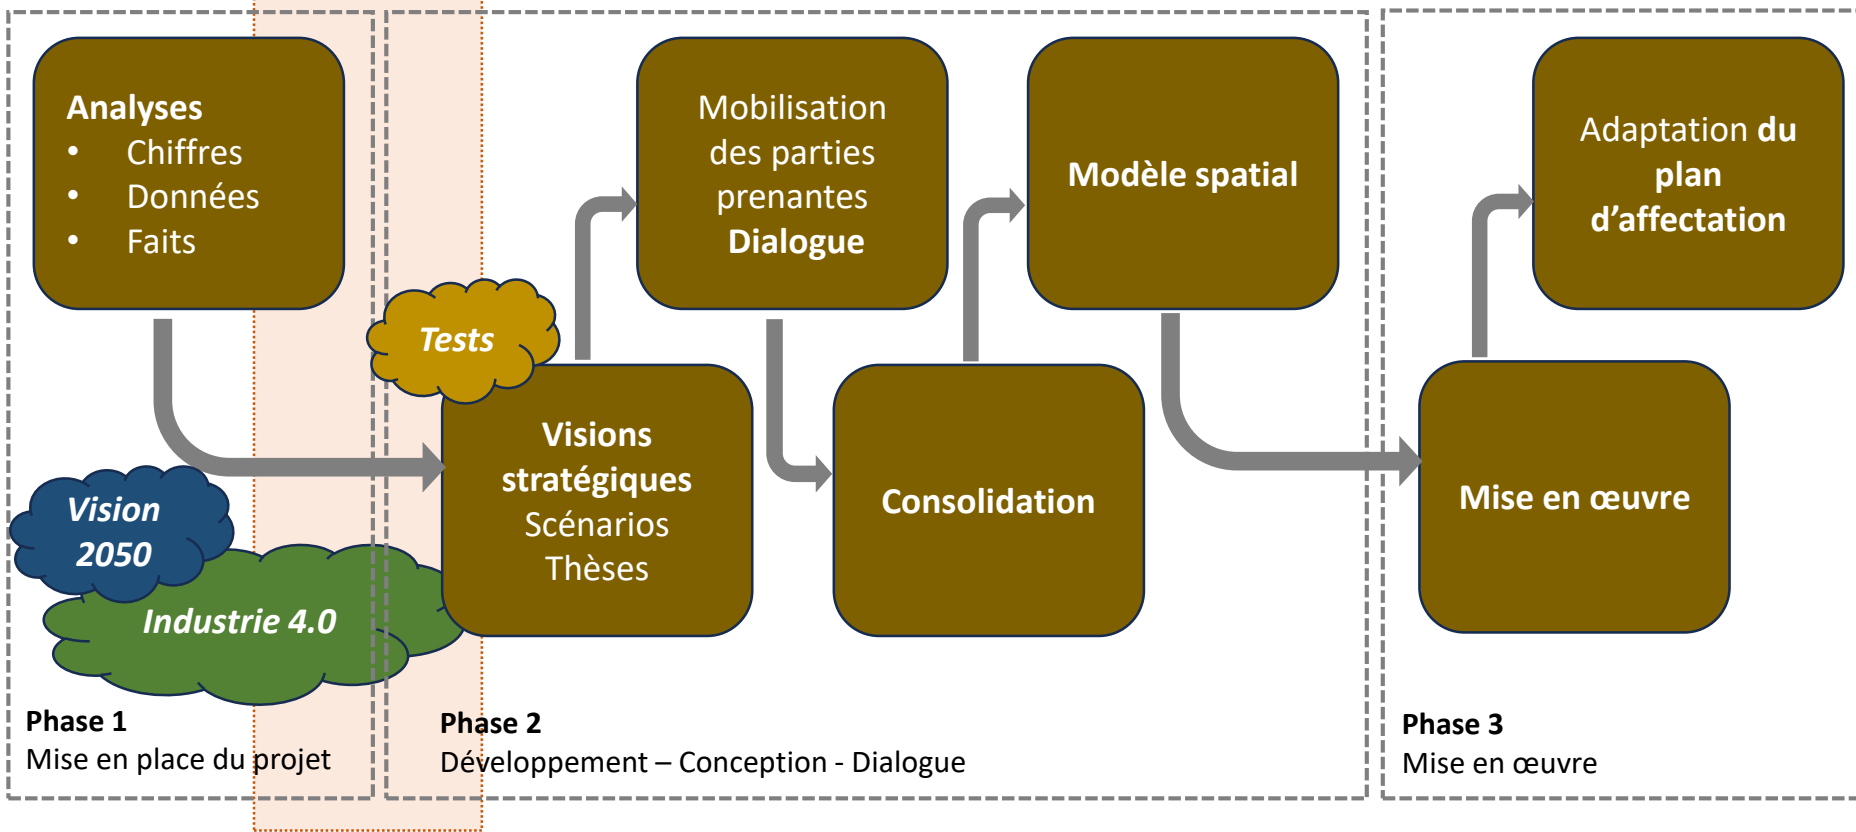 Analyses
• Chiffres
• Données
• Faits
Vision
2050
Industrie 4.0
Phase 1
Mise en place du projet
Tests
Visions
stratégiques
Scénarios
Thèses
Mobilisation
des parties
prenantes
Dialogue
Consolidation
Modèle spatial
Phase 2
Développement – Conception - Dialogue
Mise en œuvre
Adaptation du
plan
d’affectation
Phase 3
Mise en œuvre